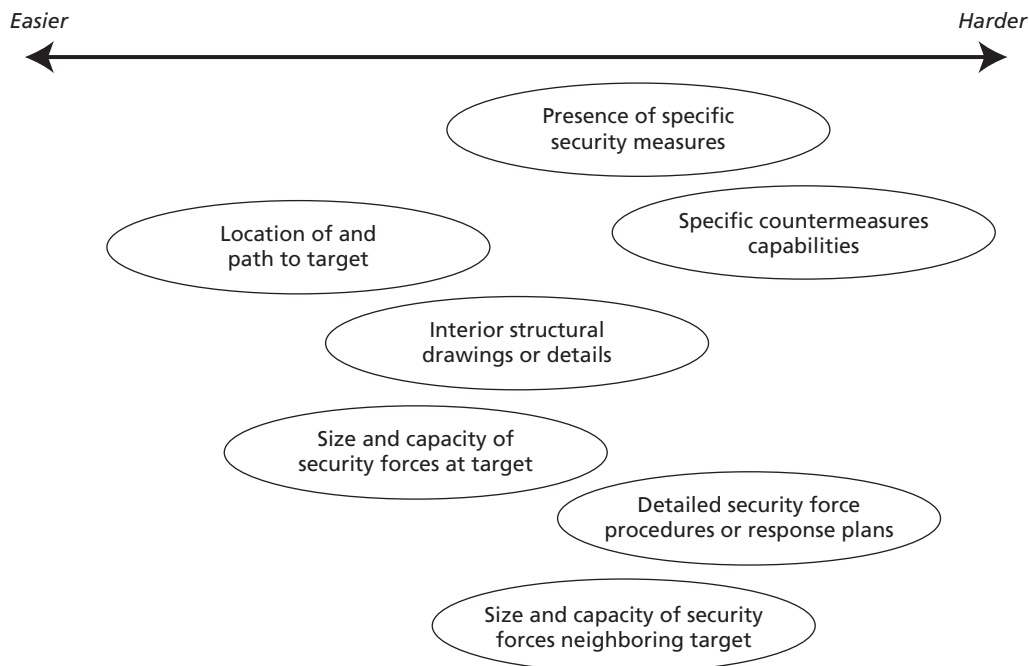 Easier
Harder
Presence of specific
security measures
Specific countermeasures
capabilities
Location of and
path to target
Interior structural
drawings or details
Size and capacity of
security forces at target
Detailed security force
procedures or response plans
Size and capacity of security
forces neighboring target